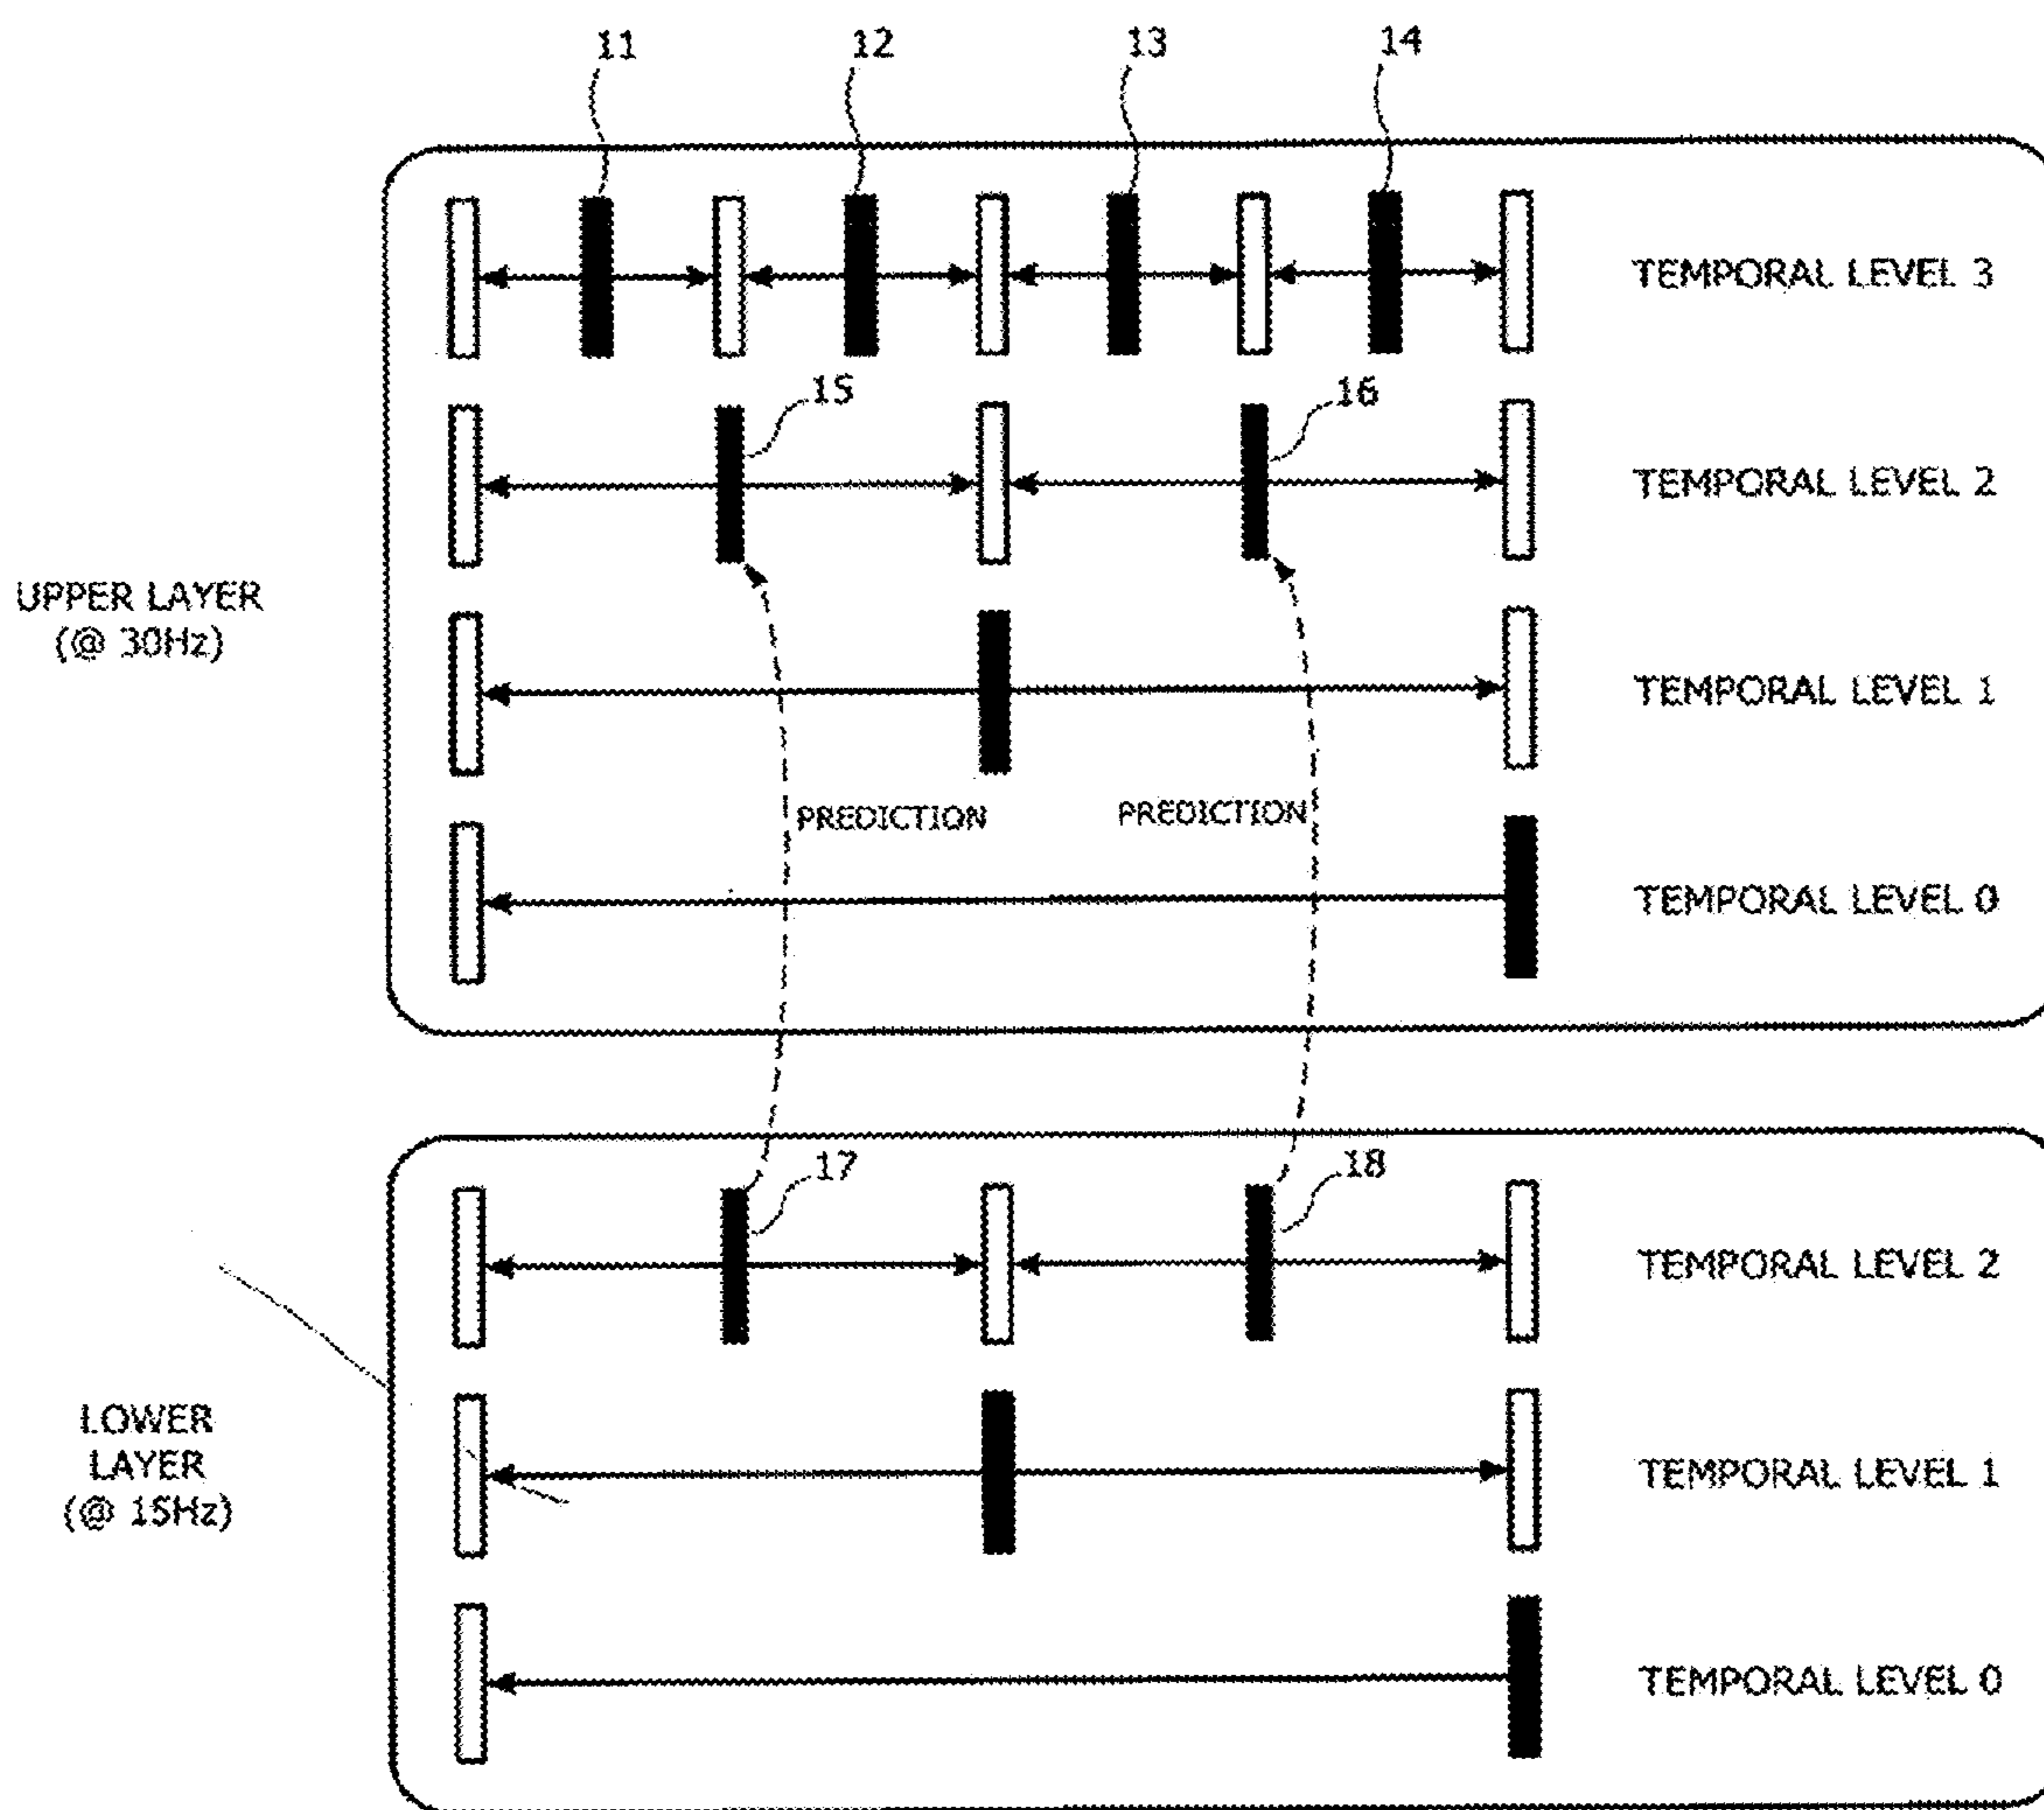 11
12
13
14
TEMPORAL LEVEL 3
15
16
TEMPORAL LEVEL 2
UPPER LAYER
(@ 30Hz)
TEMPORAL LEVEL 1
PREDICTION
PREDICTION
TEMPORAL LEVEL 0
17
18
TEMPORAL LEVEL 2
LOWER
LAYER
(@ 15Hz)
TEMPORAL LEVEL 1
TEMPORAL LEVEL 0